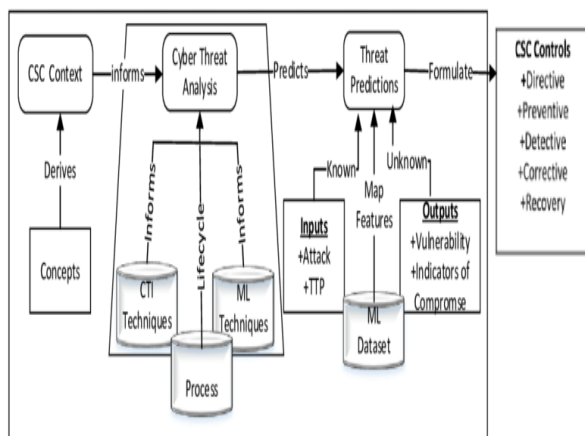 CSC Context
informs
Cyber Threat
Analysis
Predicts
Threat
Predictions
Formulate
CSC Controls
+Directive
+Preventive
+Detective
+Corrective
+Recovery
Derives
Concepts
Informs
Lifecycle
Informs
CTI
Techniques
ML
Techniques
Process
Known
Map
Features
Unknown
Inputs
+Attack
+TTP
Outputs
+Vulnerability
+Indicators of
Compromse
ML
Dataset